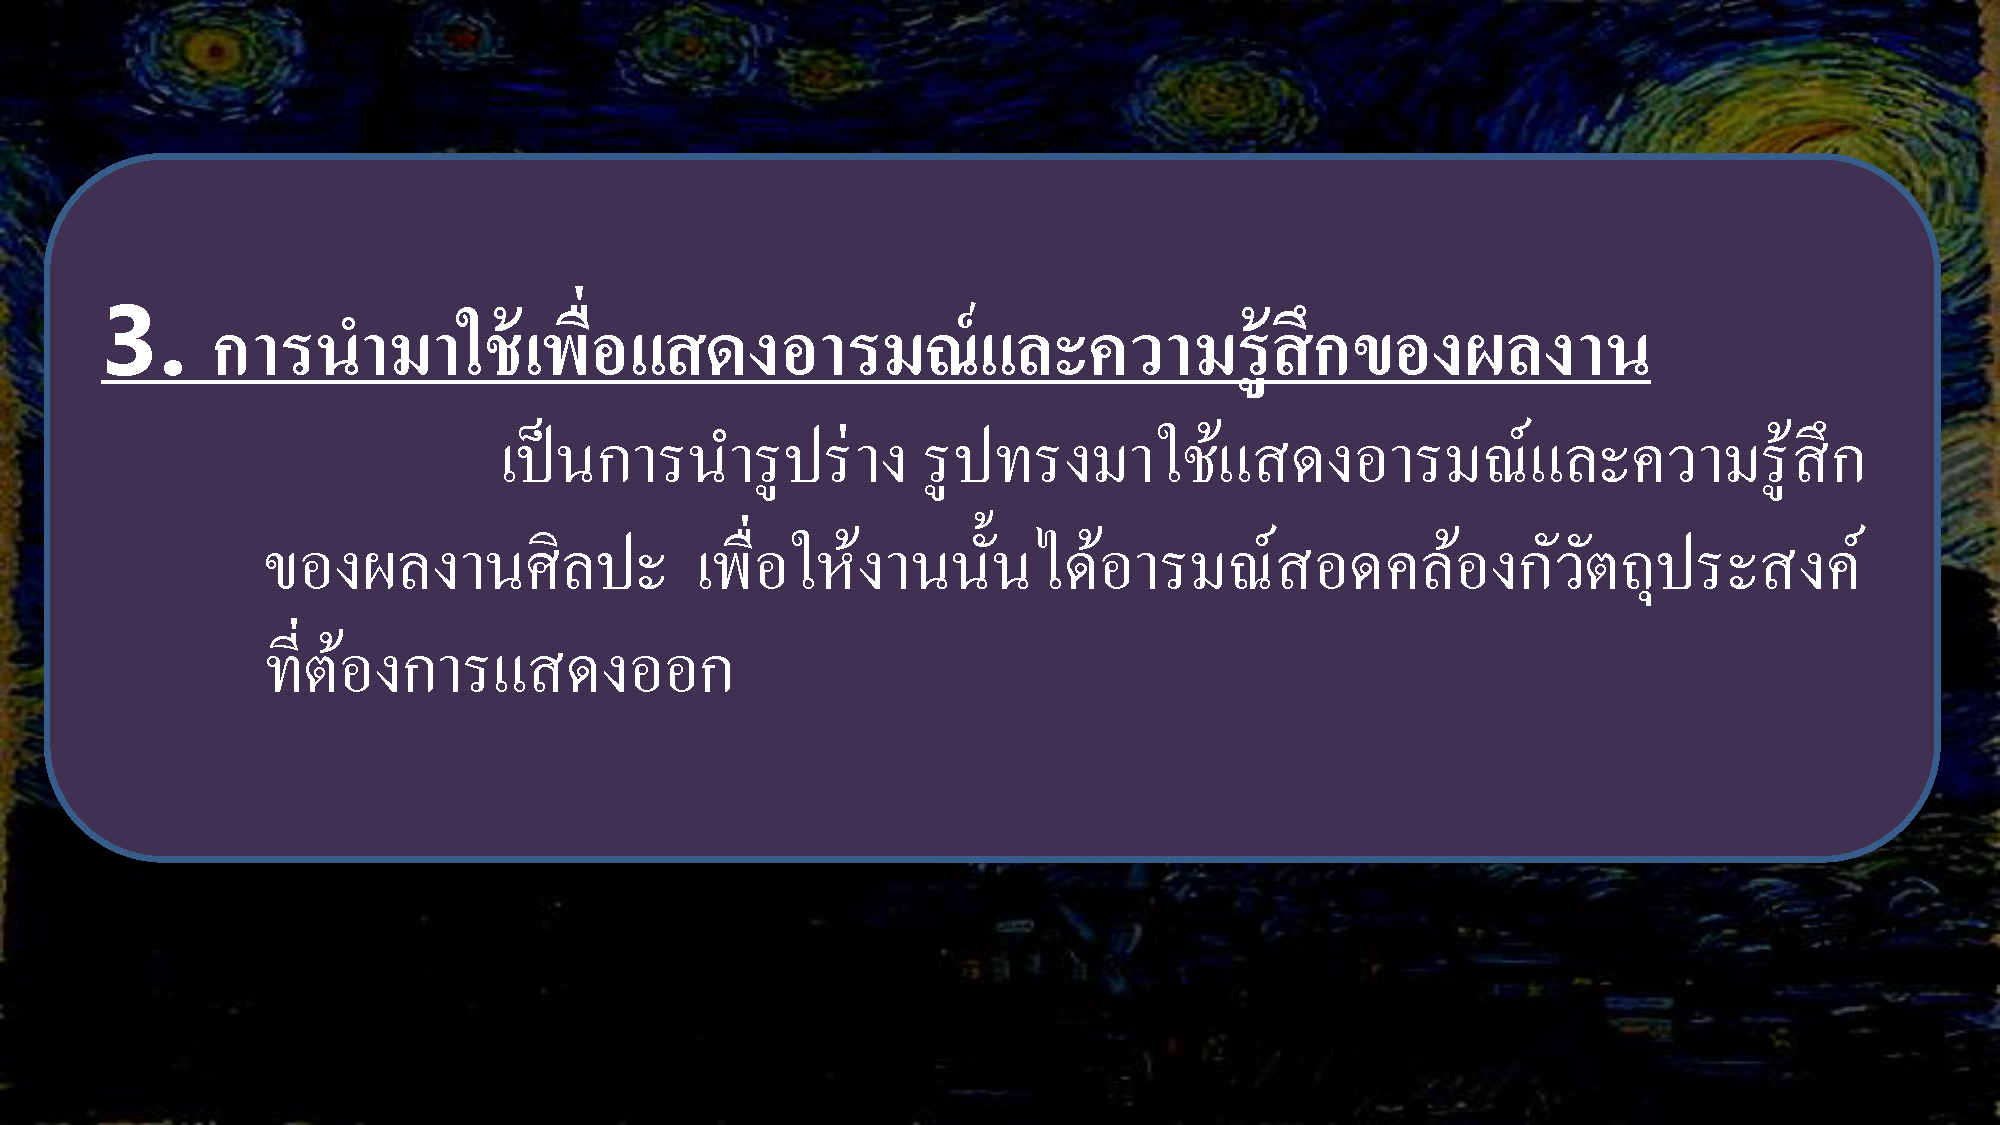 3. การนำมาใช้เพื่อแสดงอารมณ์และความรู้สึกของผลงาน
เป็นการนำรูปร่าง รูปทรงมาใช้แสดงอารมณ์และความรู้สึก
ของผลงานศิลปะ เพื่อให้งานนั้นได้อารมณ์สอดคล้องกัวัตถุประสงค์
ที่ต้องการแสดงออก